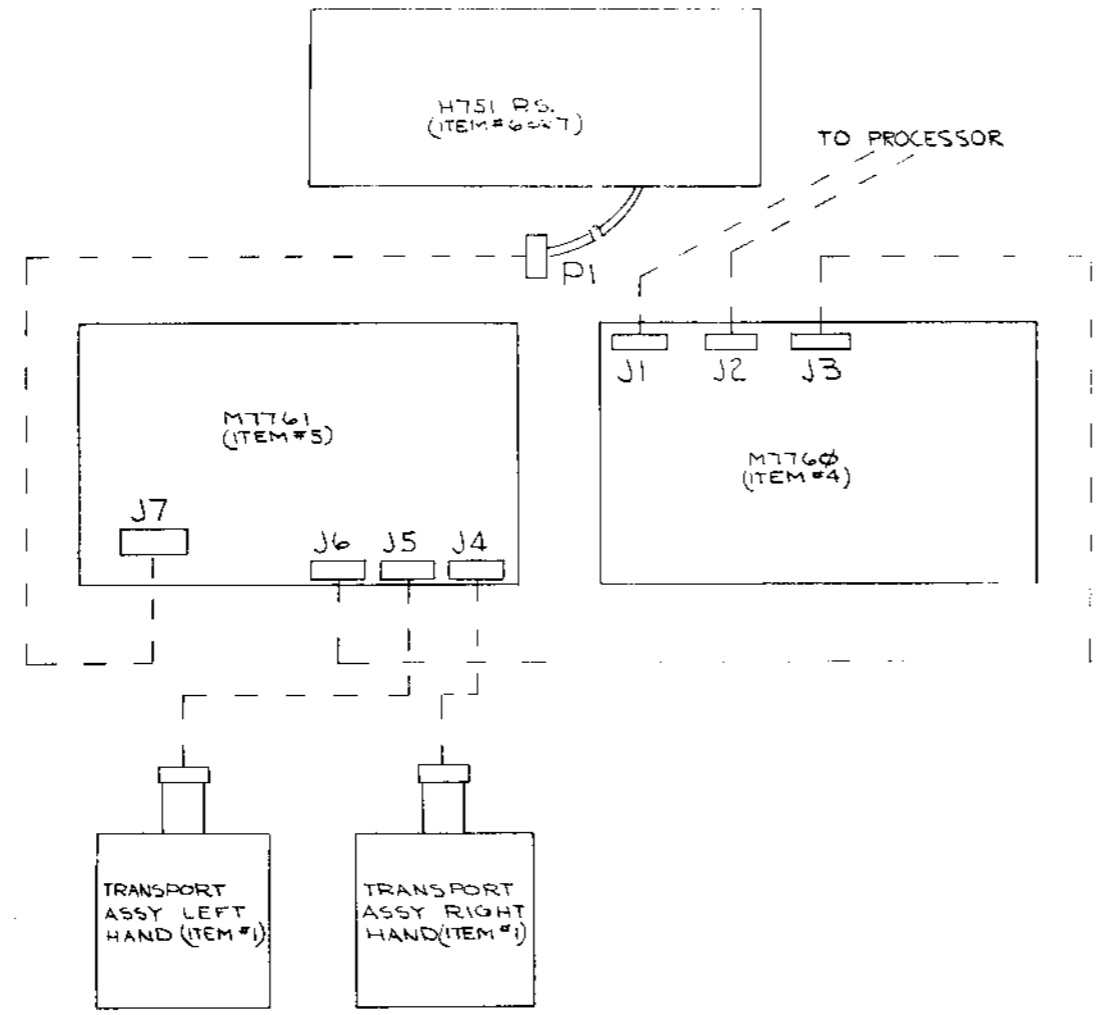 H751 P.S.
(ITEM#6 7)
TO PROCESSOR
P1
J1 J2 J3
M7761
(ITEM#5)
M776Ø
(ITEM#4)
J7
J6 J5 J4
TRANSPORT
ASSY LEFT
HAND (ITEM#1)
TRANSPORT
ASSY RIGHT
HAND(ITEM#1)